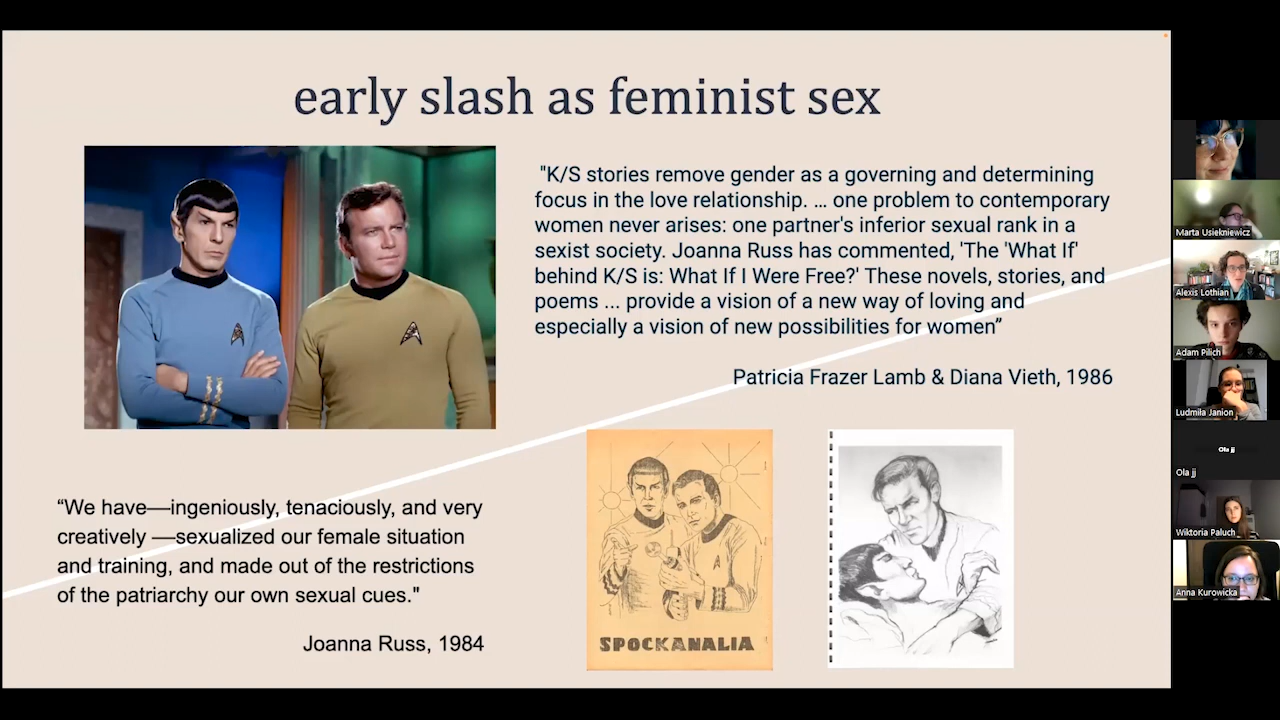 early slash as feminist sex
"K/S stories remove gender as a governing and determining
focus in the love relationship. ... one problem to contemporary
women never arises: one partner's inferior sexual rank in a
sexist society. Joanna Russ has commented, 'The 'What If'
behind K/S is: What If I Were Free?' These novels, stories, and
poems ... provide a vision of a new way of loving and
especially a vision of new possibilities for women”
Patricia Frazer Lamb & Diana Vieth, 1986
“We have—ingeniously, tenaciously, and very
creatively —sexualized our female situation
and training, and made out of the restrictions
of the patriarchy our own sexual cues."
Joanna Russ, 1984
SPOCKANALIA
Marta Usiekniewicz
Alexis Lothian
Adam Pilich
Ludmiła Janion
Ola jj
Ola jj
Wiktoria Pałuch
Anna Kurowicka